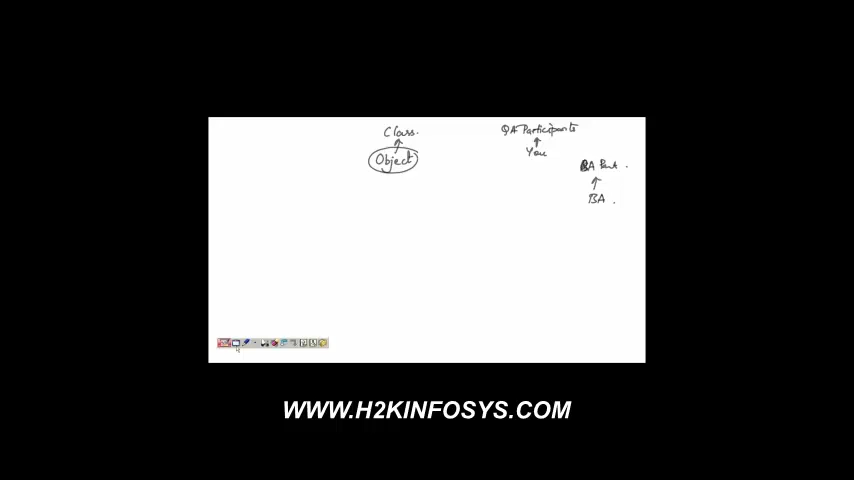 Class.
Object
QA Participants
You
BA Part.
BA.
WWW.H2KINFOSYS.COM